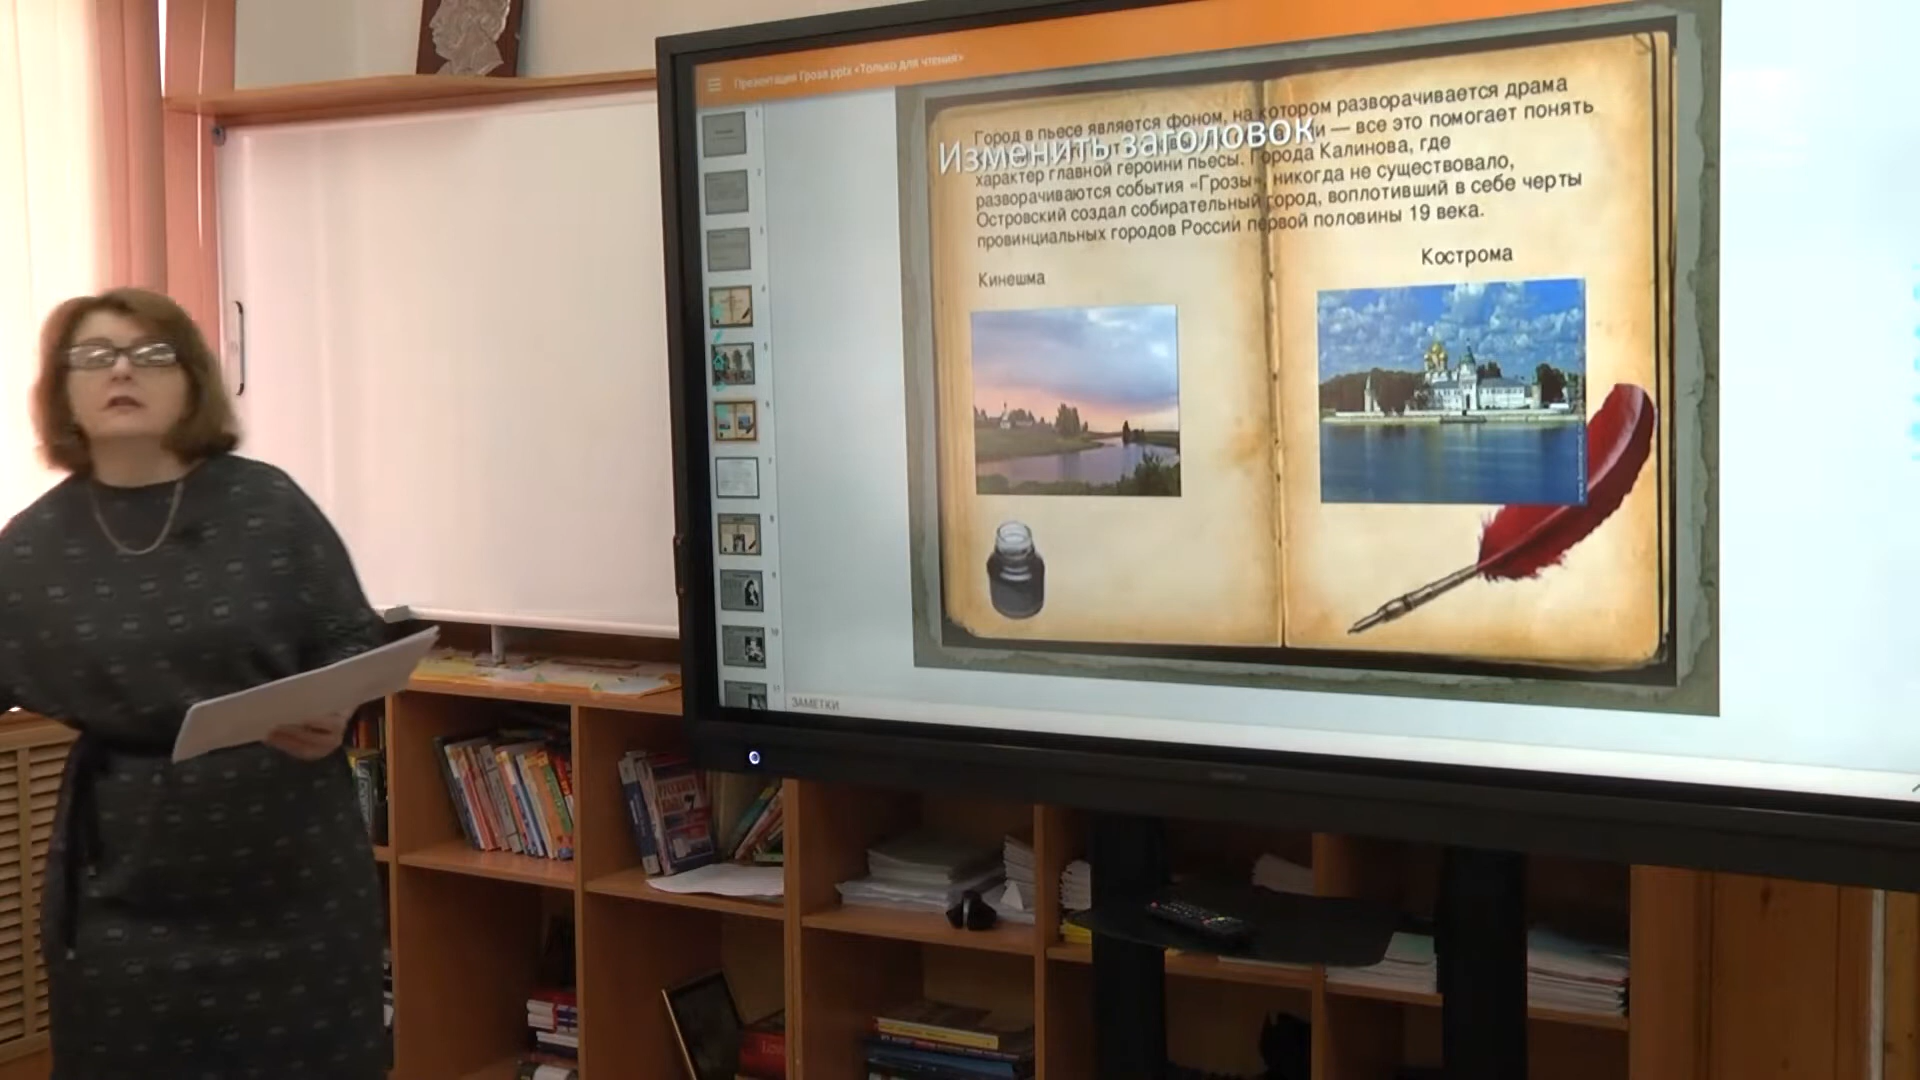 Презентация Гроза.pptx «Только для чтения»
Город в пьесе является фоном, на котором разворачивается драма
Изменить заголовок
— все это помогает понять
характер главной героини пьесы. Города Калинова, где
разворачиваются события «Грозы», никогда не существовало,
Островский создал собирательный город, воплотивший в себе черты
провинциальных городов России первой половины 19 века.
Кострома
Кинешма
ЗАМЕТКИ